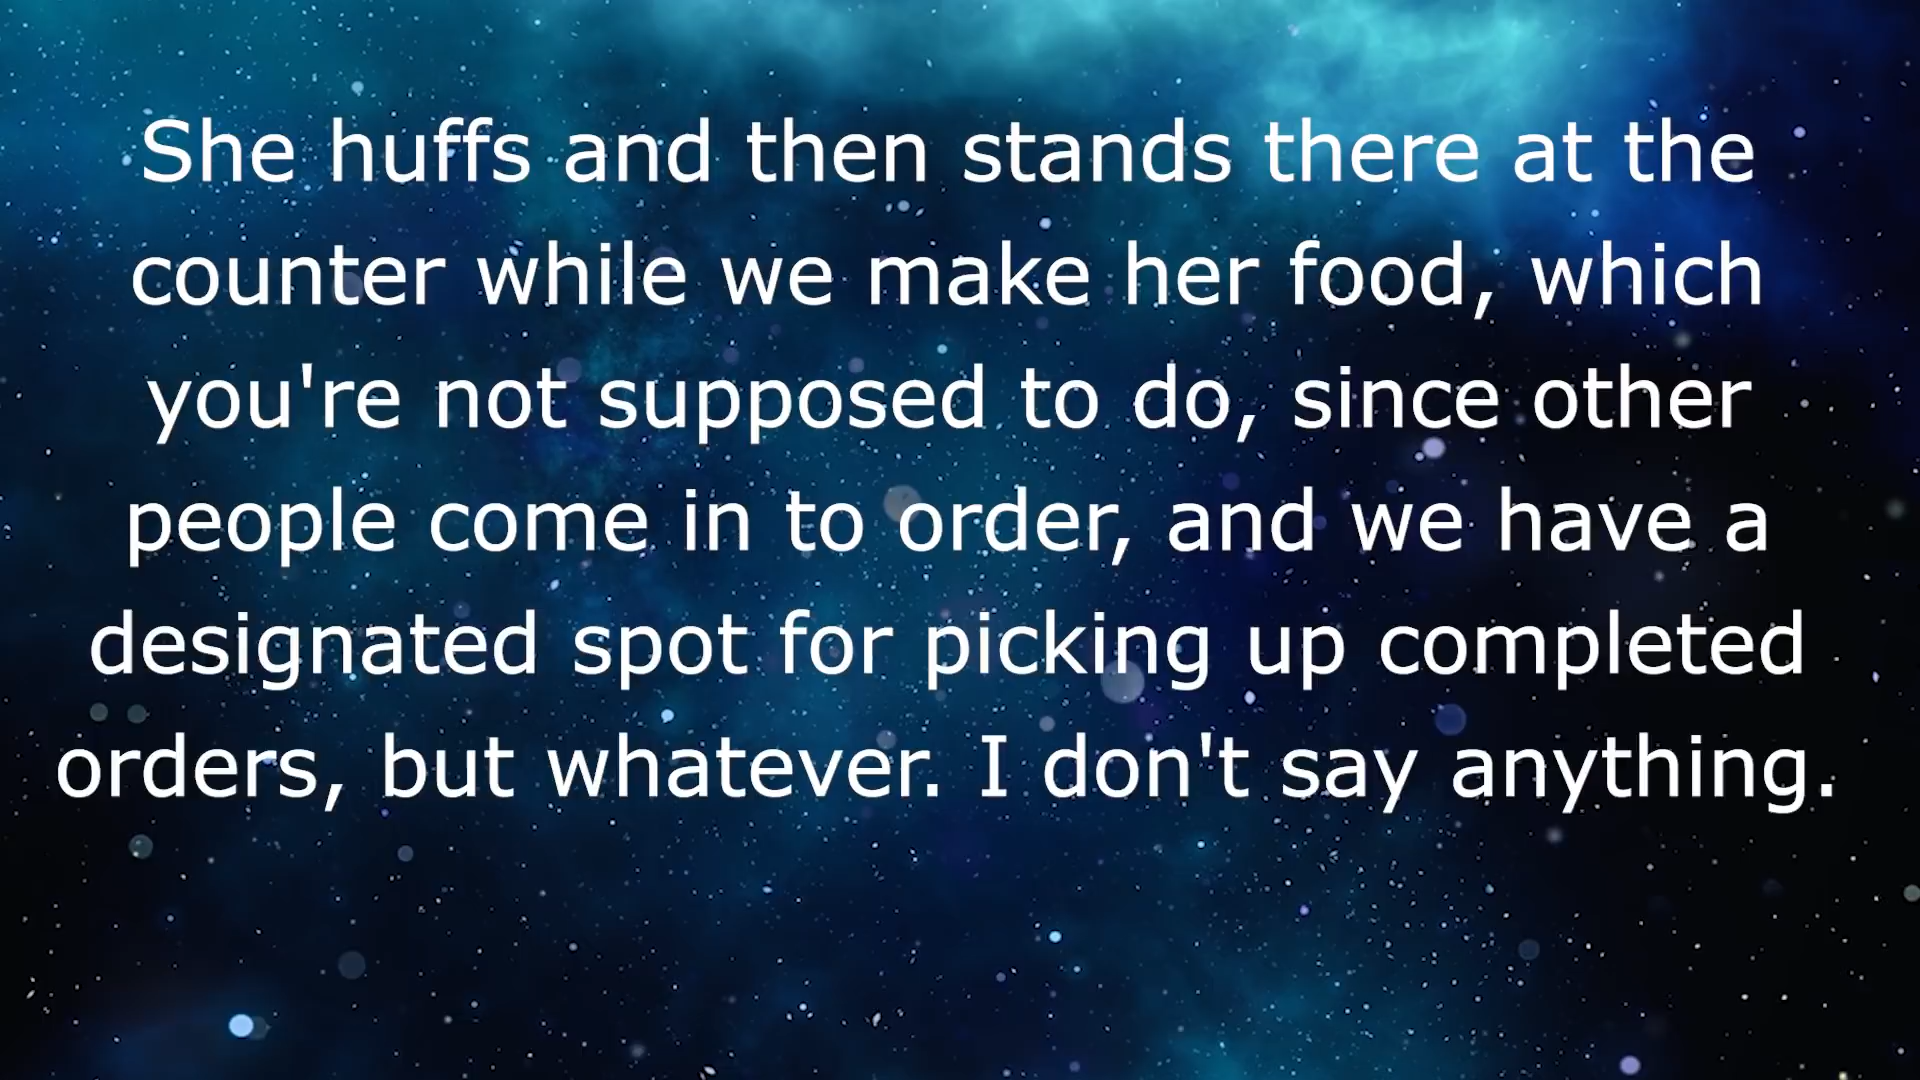 She huffs and then stands there at the
counter while we make her food, which
you're not supposed to do, since other
people come in to order, and we have a
designated spot for picking up completed
orders, but whatever. I don't say anything.